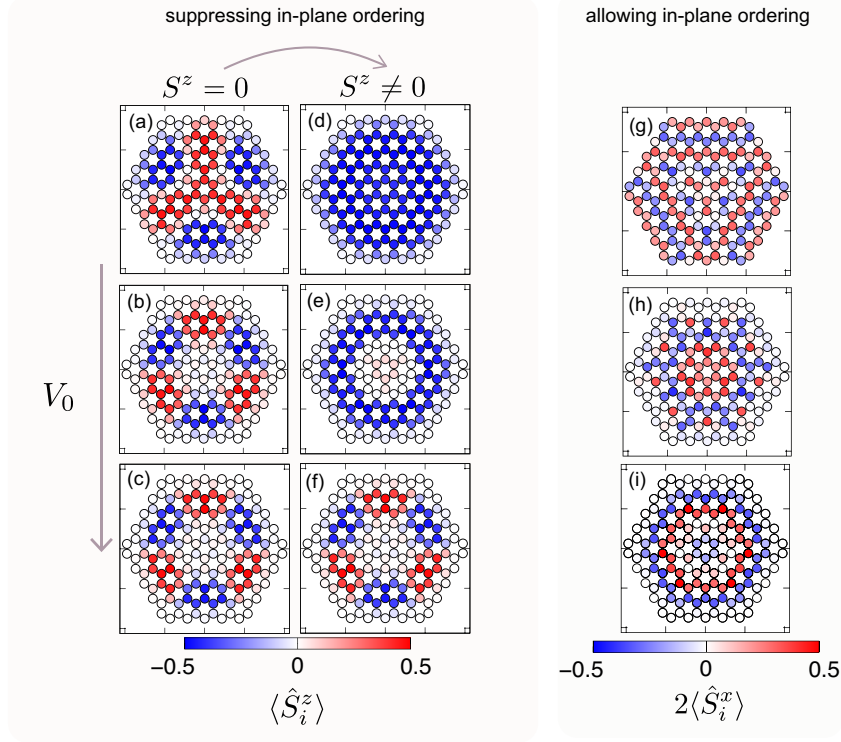 suppressing in-plane ordering
allowing in-plane ordering
S^z = 0
S^z ≠ 0
(a)
(d)
(g)
(b)
(e)
(h)
V_0
(c)
(f)
(i)
−0.5 0 0.5
⟨Ŝ_i^z⟩
−0.5 0 0.5
2⟨Ŝ_i^x⟩